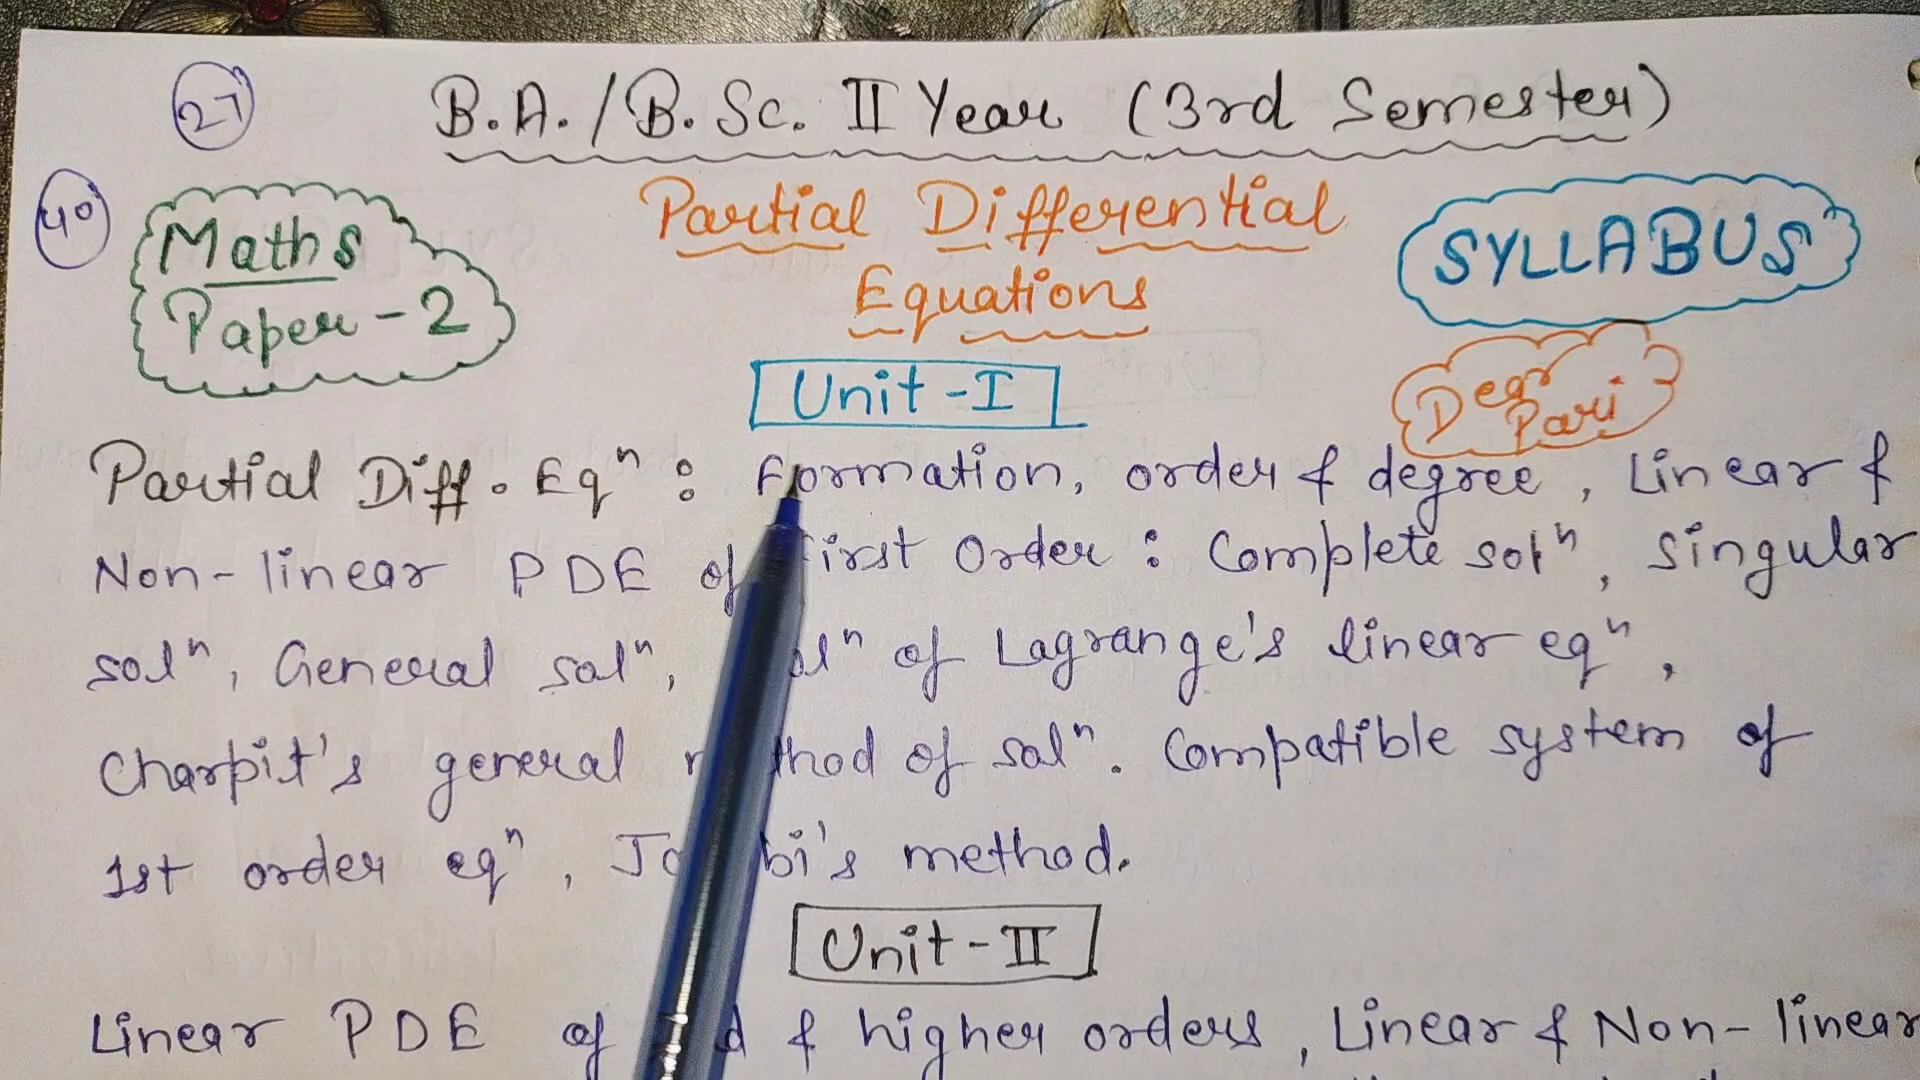 27
B.A./B.Sc. II Year (3rd Semester)
40
Maths
Paper-2
Partial Differential
Equations
SYLLABUS
Dear
Pari
Unit-I
Partial Diff. Eqⁿ : Formation, order & degree, Linear &
Non-linear PDE of First Order : Complete solⁿ, Singular
solⁿ, General solⁿ, of Lagrange's linear eqⁿ,
Charpit's general of solⁿ. Compatible system of
1st order eqⁿ, method.
Unit-II
Linear PDE of & higher orders, Linear & Non-linear